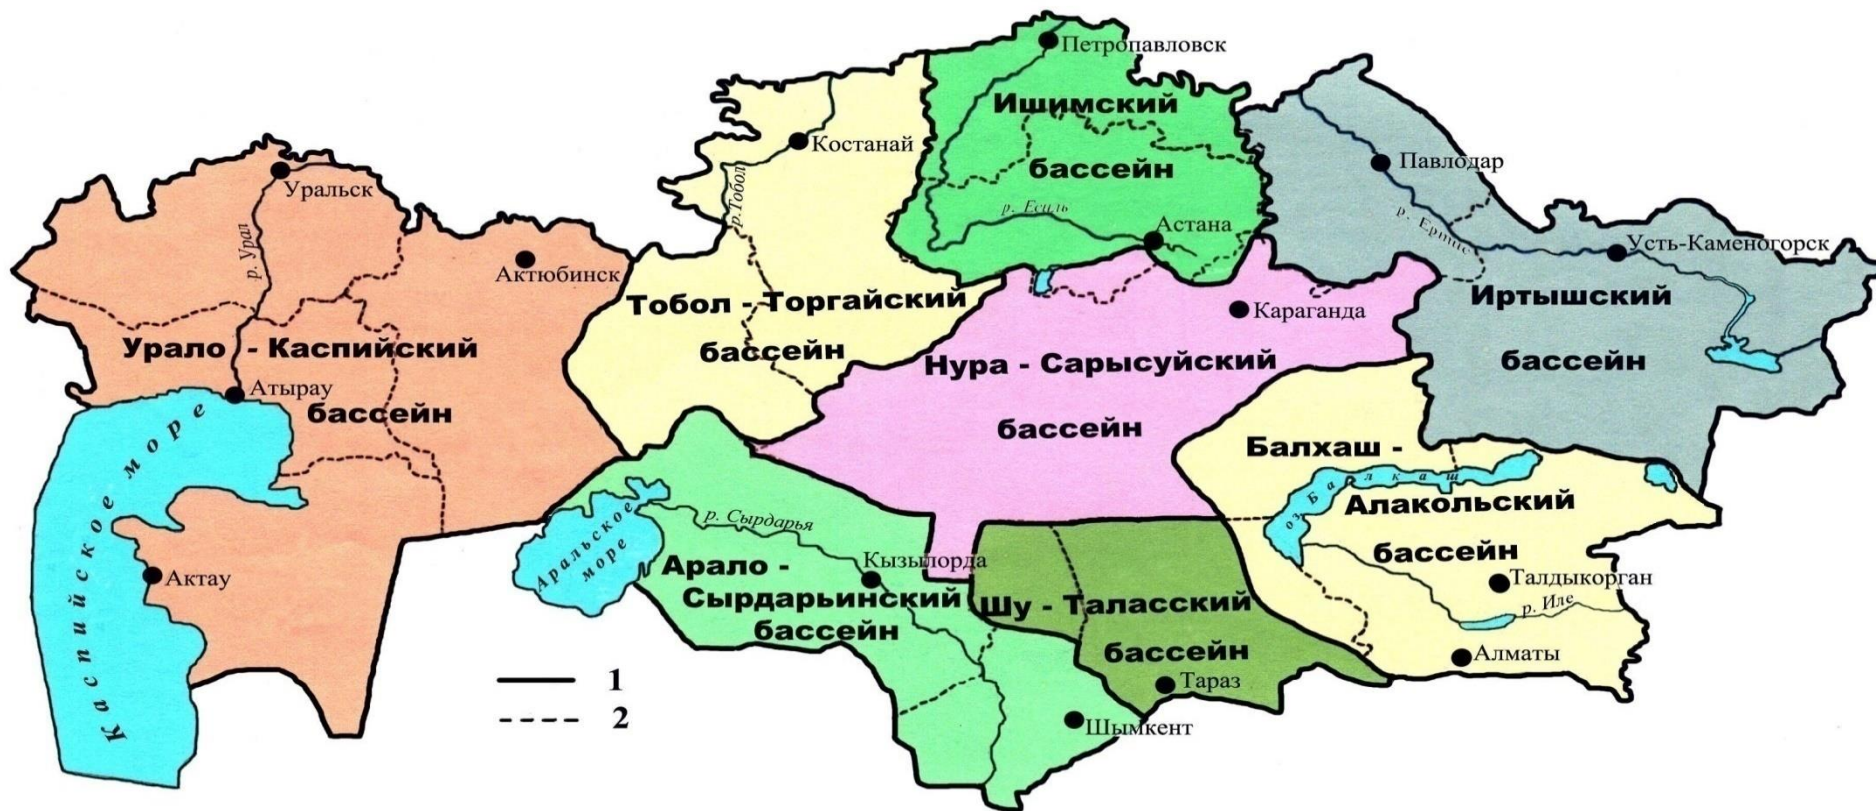 Петропавловск
Ишимский
бассейн
Костанай
р.Тобол
р. Есиль
Астана
Павлодар
р. Ертис
Усть-Каменогорск
Иртышский
бассейн
Уральск
р. Урал
Актюбинск
Урало - Каспийский
бассейн
Атырау
Тобол - Торгайский
бассейн
Караганда
Нура - Сарысуйский
бассейн
Балхаш -
Алакольский
бассейн
оз. Балкаш
Талдыкорган
р. Иле
Алматы
Каспийское море
Актау
Аральское
море
р. Сырдарья
Кызылорда
Арало -
Сырдарьинский
бассейн
Шу - Таласский
бассейн
Тараз
Шымкент
1
2